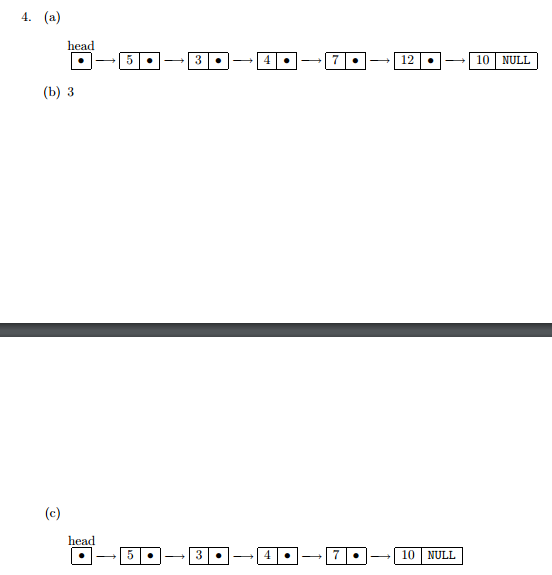 4. (a)
head
• → 5 • → 3 • → 4 • → 7 • → 12 • → 10 NULL
(b) 3
(c)
head
• → 5 • → 3 • → 4 • → 7 • → 10 NULL